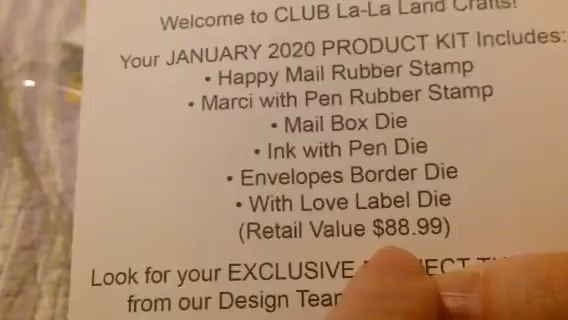 Welcome to CLUB La-La Land Crafts!
Your JANUARY 2020 PRODUCT KIT Includes:
• Happy Mail Rubber Stamp
• Marci with Pen Rubber Stamp
• Mail Box Die
• Ink with Pen Die
• Envelopes Border Die
• With Love Label Die
(Retail Value $88.99)
Look for your EXCLUSIVE
from our Design